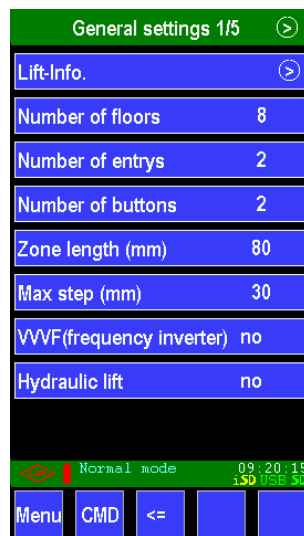 General settings 1/5 >
Lift-Info. >
Number of floors 8
Number of entrys 2
Number of buttons 2
Zone length (mm) 80
Max step (mm) 30
VVVF(frequency inverter) no
Hydraulic lift no
Normal mode 09:20:15
iSD USB SD
Menu CMD <=